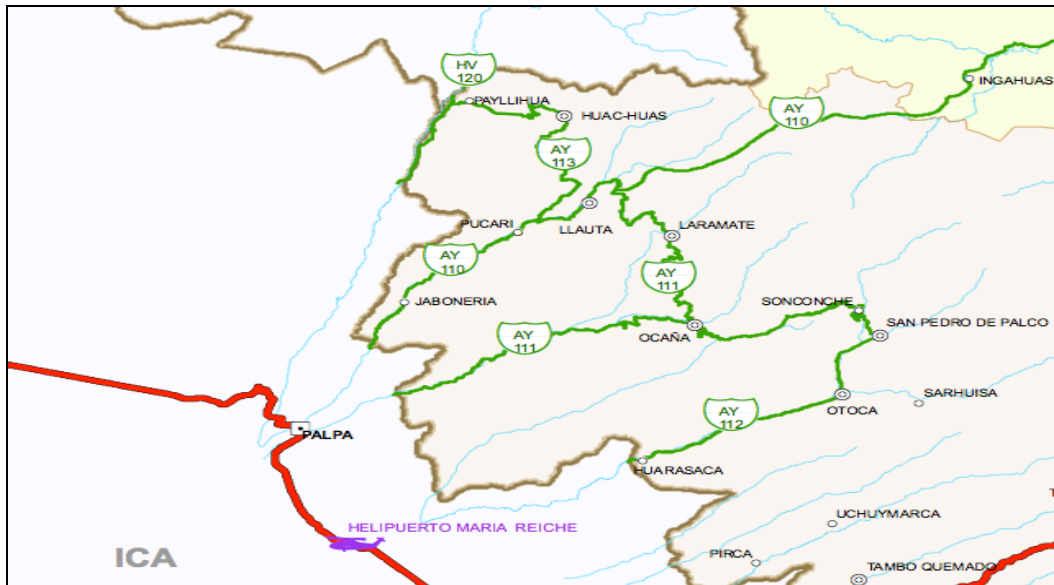 HV
120
PAYLLIHUA
HUAC-HUAS
INGAHUAS
AY
110
AY
113
PUCARI
LLAUTA
LARAMATE
AY
110
AY
111
JABONERIA
SONCONCHE
AY
111
OCAÑA
SAN PEDRO DE PALCO
SARHUISA
OTOCA
AY
112
PALPA
HUARASACA
T
UCHUYMARCA
HELIPUERTO MARIA REICHE
ICA
PIRCA
TAMBO QUEMADO